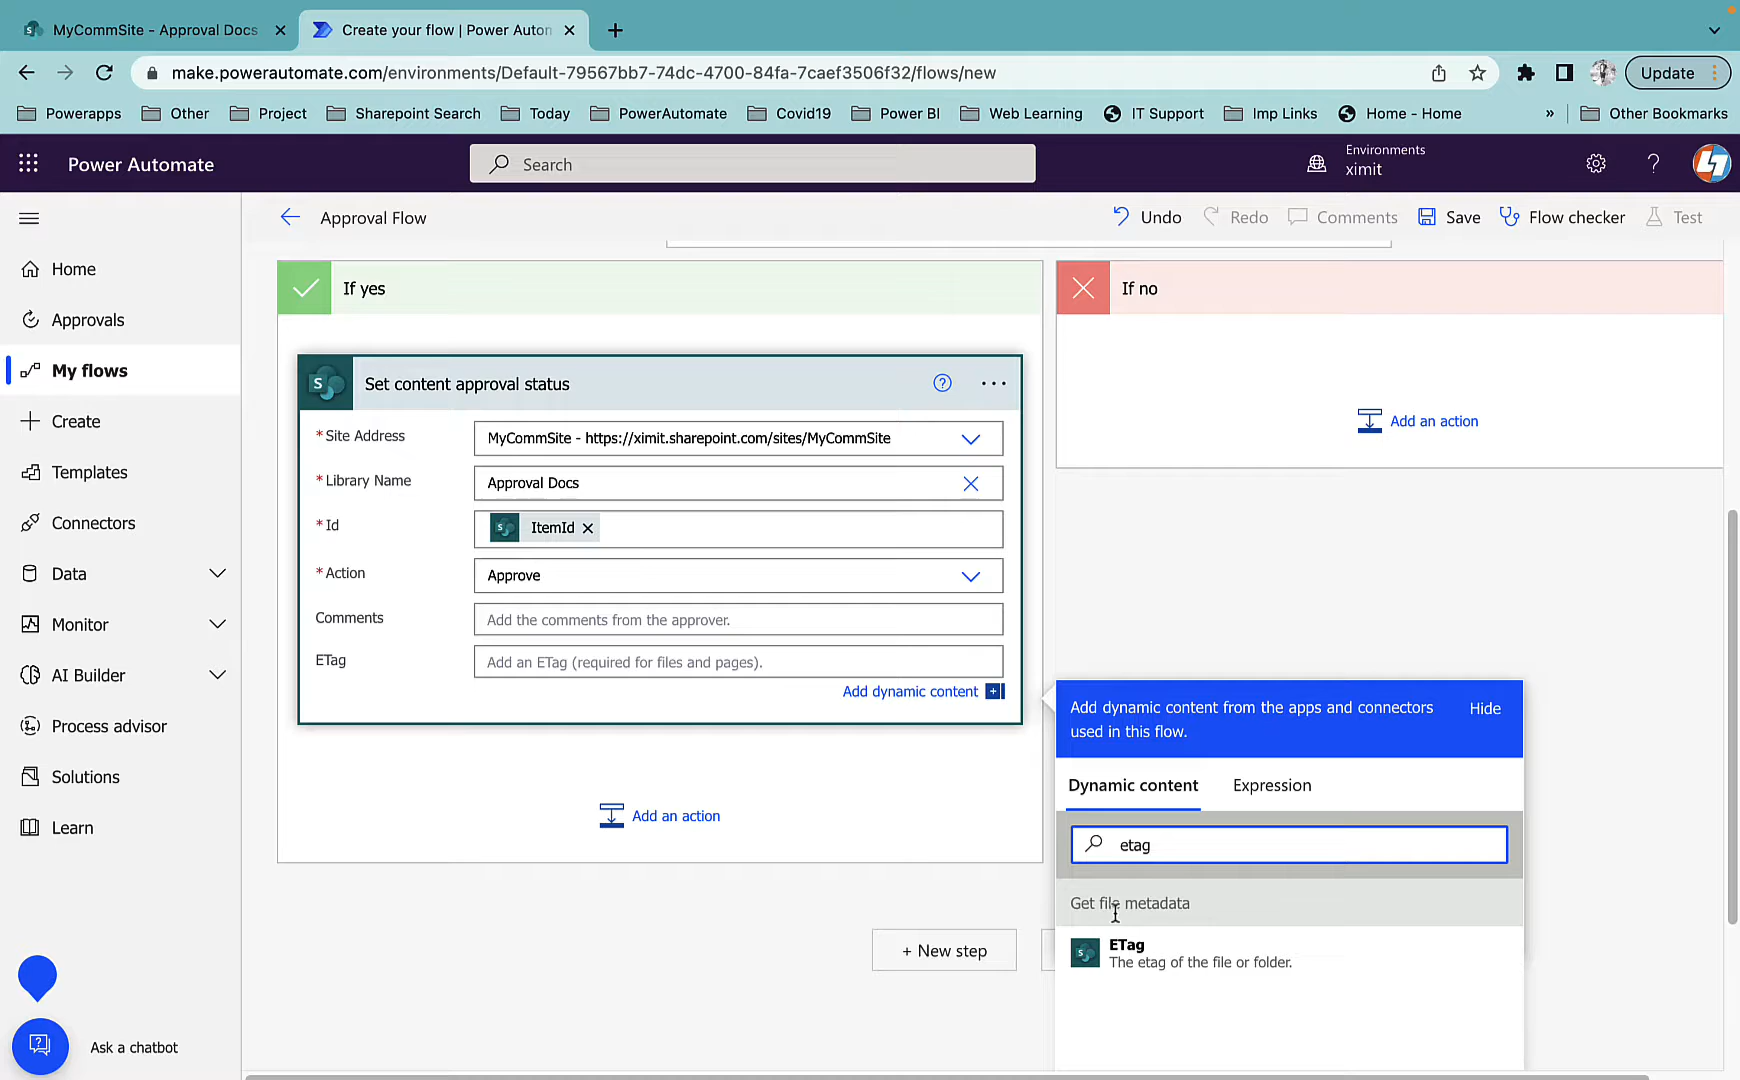 MyCommSite - Approval Docs
Create your flow | Power Auton
make.powerautomate.com/environments/Default-79567bb7-74dc-4700-84fa-7caef3506f32/flows/new
Update
Powerapps
Other
Project
Sharepoint Search
Today
PowerAutomate
Covid19
Power BI
Web Learning
IT Support
Imp Links
Home - Home
»
Other Bookmarks
Power Automate
Search
Environments
ximit
?
Approval Flow
Undo
Redo
Comments
Save
Flow checker
Test
Home
Approvals
My flows
Create
Templates
Connectors
Data
Monitor
AI Builder
Process advisor
Solutions
Learn
Ask a chatbot
If yes
S
Set content approval status
?
...
* Site Address
MyCommSite - https://ximit.sharepoint.com/sites/MyCommSite
* Library Name
Approval Docs
* Id
S
ItemId
* Action
Approve
Comments
Add the comments from the approver.
ETag
Add an ETag (required for files and pages).
Add dynamic content +
Add an action
If no
Add an action
+ New step
Add dynamic content from the apps and connectors used in this flow.
Hide
Dynamic content
Expression
etag
Get file metadata
S
ETag
The etag of the file or folder.